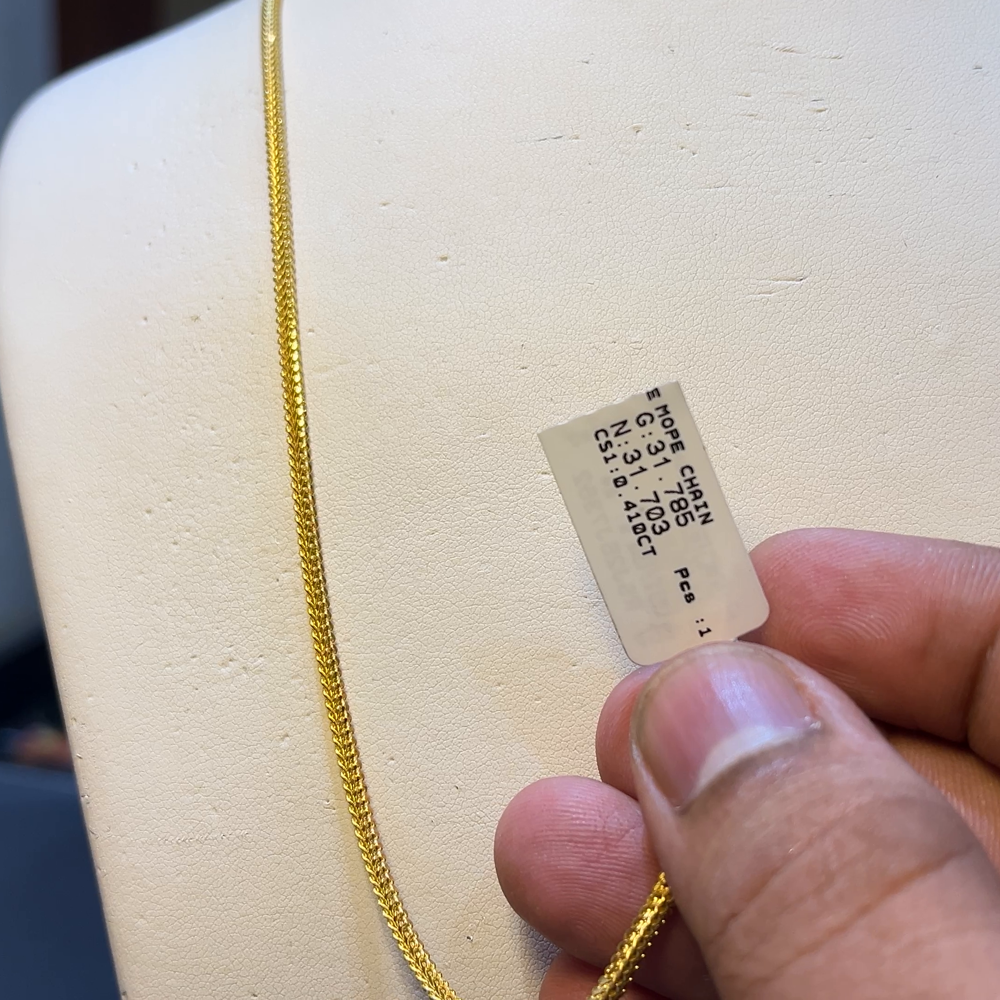 E MOPE CHAIN
G:31.785
N:31.703
CS1:0.410CT Pcs :1